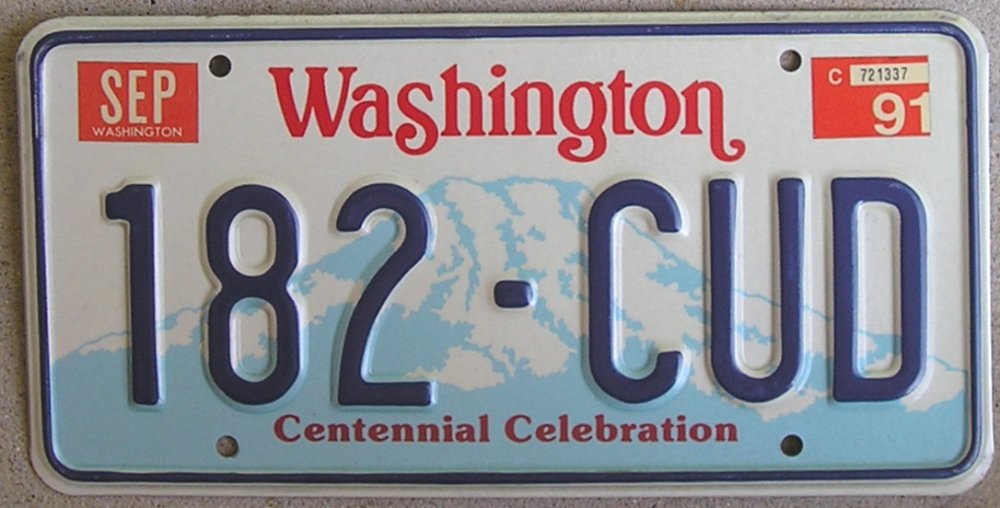 SEP
WASHINGTON
Washington
C 721337
91
182-CUD
Centennial Celebration